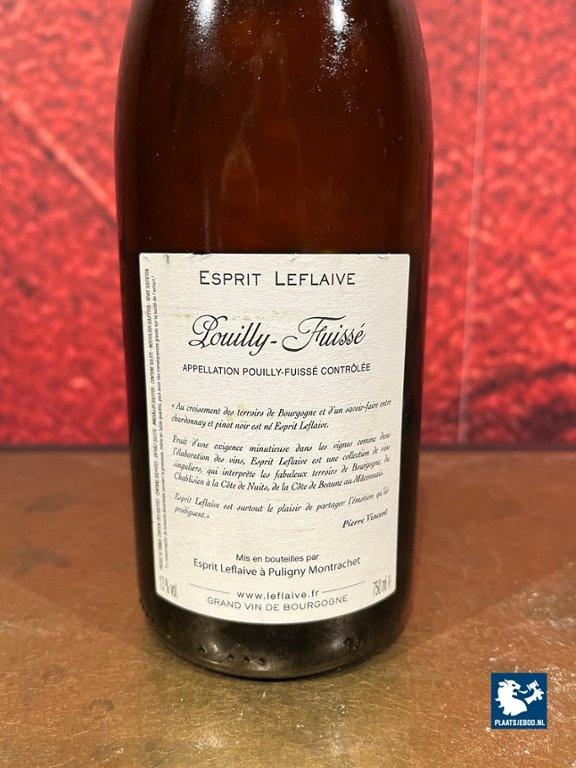 ESPRIT LEFLAIVE
Pouilly-Fuissé
APPELLATION POUILLY-FUISSÉ CONTRÔLÉE
« Au croisement des terroirs de Bourgogne et d'un savoir-faire entre
chardonnay et pinot noir est né Esprit Leflaive.
Fruit d'une exigence minutieuse dans les vignes comme dans
l'élaboration des vins, Esprit Leflaive est une collection de vins
singuliers, qui interprète les fabuleux terroirs de Bourgogne, du
Chablisien à la Côte de Nuits, de la Côte de Beaune au Mâconnais.
Esprit Leflaive est surtout le plaisir de partager l'émotion qu'ils
prodiguent.»
Pierre Vincent
Mis en bouteilles par
Esprit Leflaive à Puligny Montrachet
13 % vol.
www.leflaive.fr
750 ml
GRAND VIN DE BOURGOGNE
PLAATSJEBOD.NL